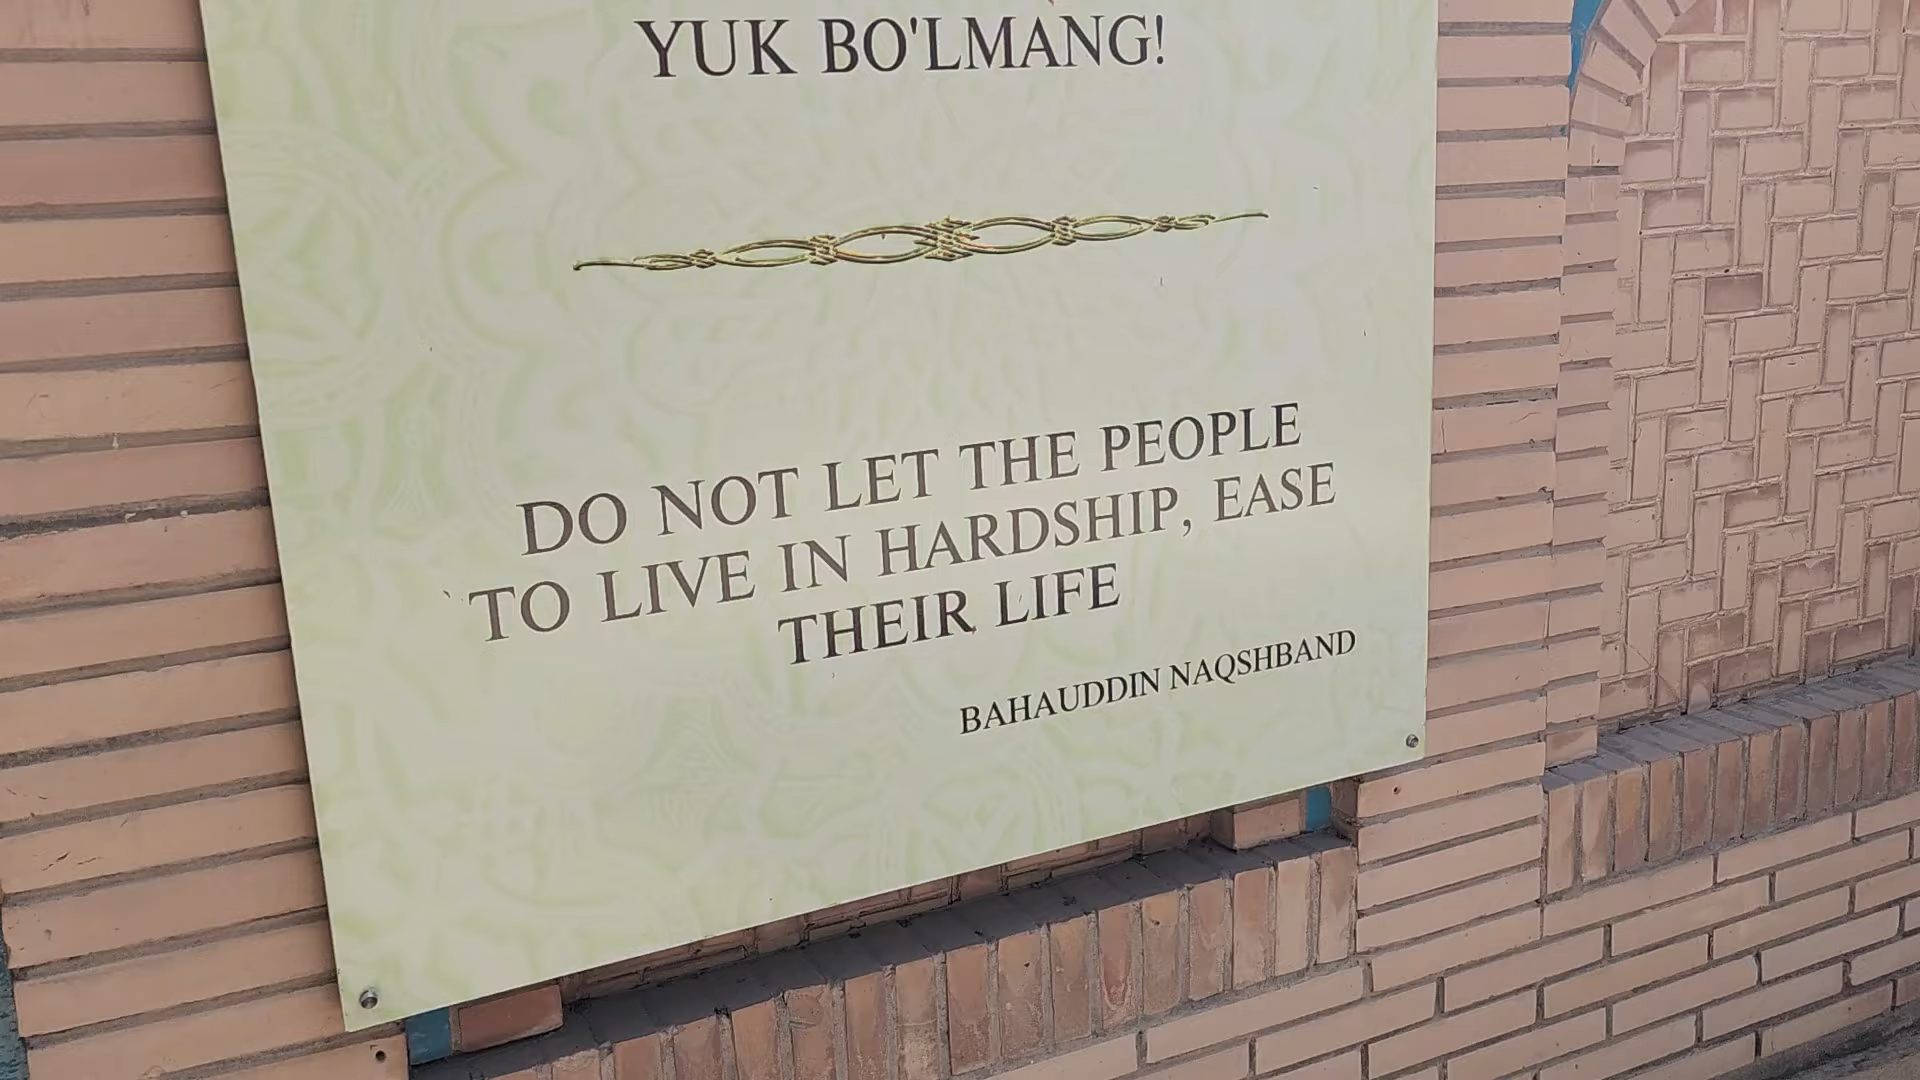 YUK BO'LMANG!
DO NOT LET THE PEOPLE
TO LIVE IN HARDSHIP, EASE
THEIR LIFE
BAHAUDDIN NAQSHBAND